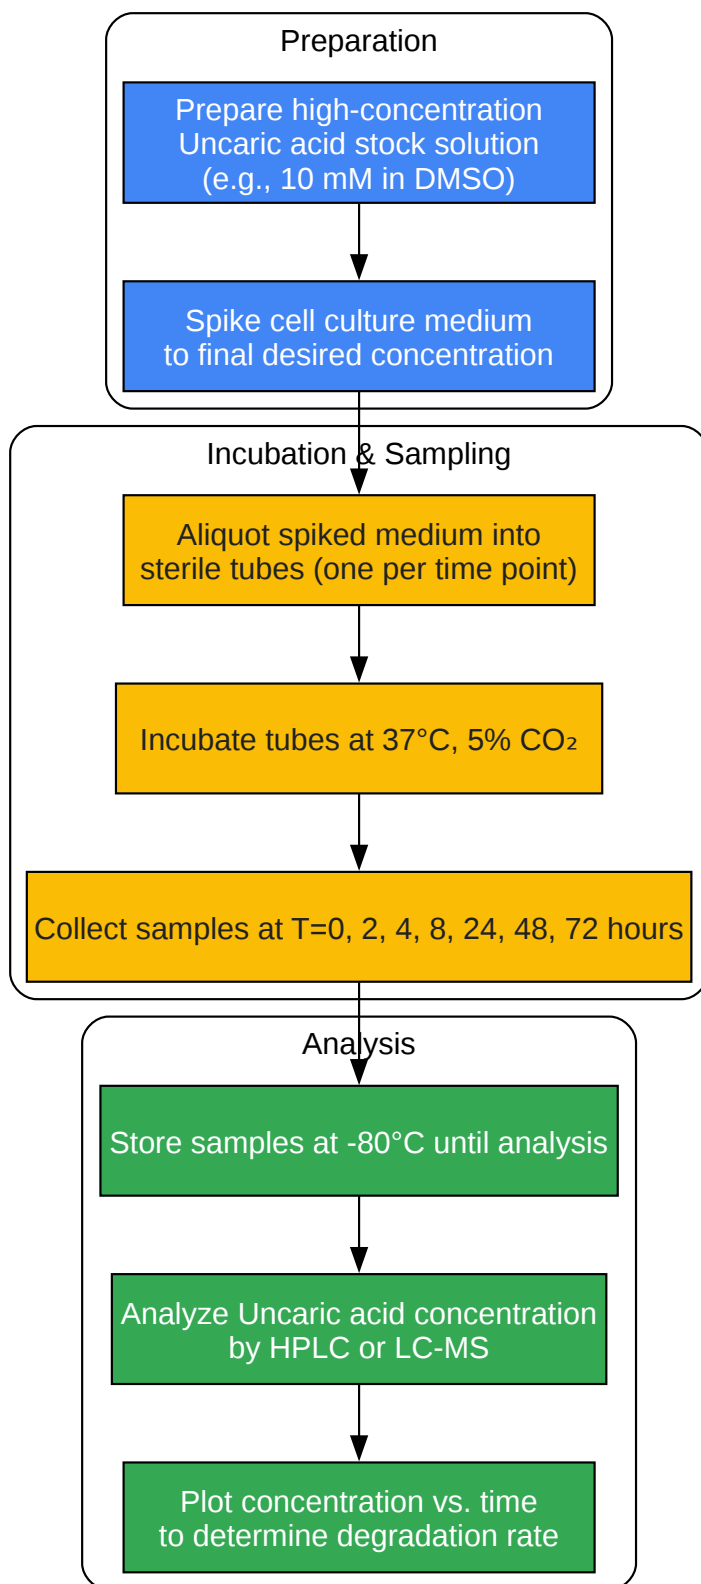 Preparation
Prepare high-concentration
Uncaric acid stock solution
(e.g., 10 mM in DMSO)
Spike cell culture medium
to final desired concentration
Incubation & Sampling
Aliquot spiked medium into
sterile tubes (one per time point)
Incubate tubes at 37°C, 5% CO₂
Collect samples at T=0, 2, 4, 8, 24, 48, 72 hours
Analysis
Store samples at -80°C until analysis
Analyze Uncaric acid concentration
by HPLC or LC-MS
Plot concentration vs. time
to determine degradation rate